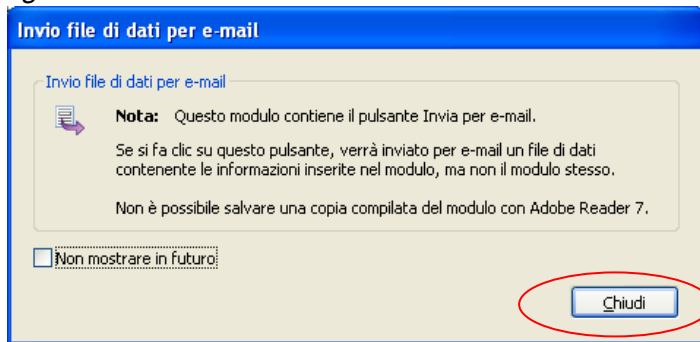 Invio file di dati per e-mail
Invio file di dati per e-mail
Nota: Questo modulo contiene il pulsante Invia per e-mail.
Se si fa clic su questo pulsante, verrà inviato per e-mail un file di dati
contenente le informazioni inserite nel modulo, ma non il modulo stesso.
Non è possibile salvare una copia compilata del modulo con Adobe Reader 7.
Non mostrare in futuro
Chiudi